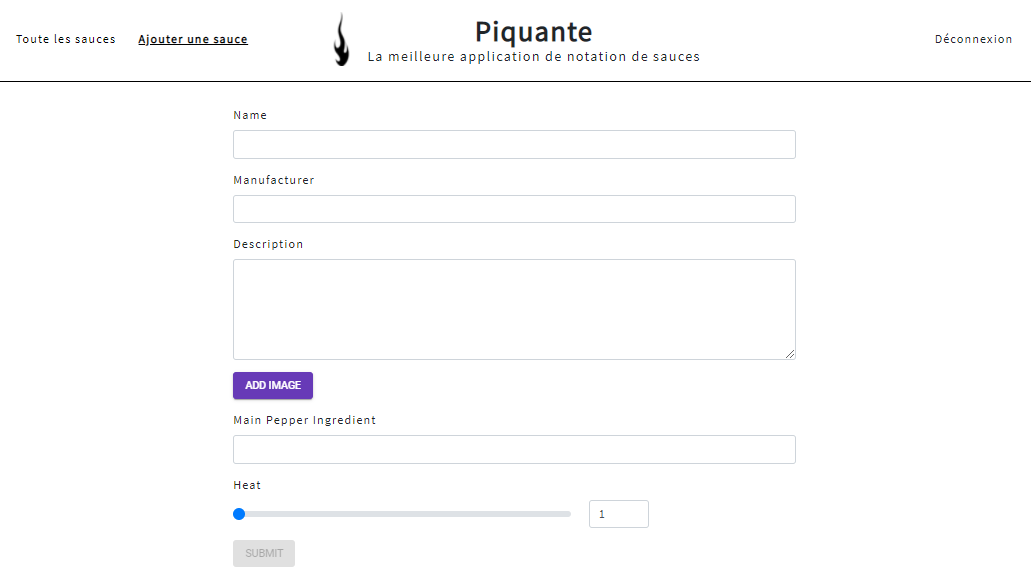 Toute les sauces
Ajouter une sauce
Piquante
La meilleure application de notation de sauces
Déconnexion
Name
Manufacturer
Description
ADD IMAGE
Main Pepper Ingredient
Heat
1
SUBMIT